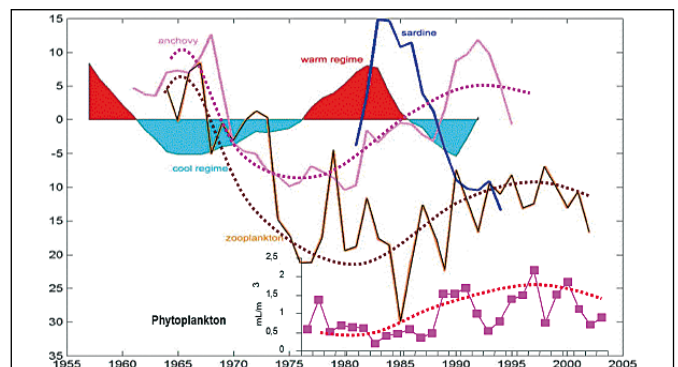 15
anchovy
sardine
10
warm regime
5
0
-5
cool regime
-10
-15
zooplankton
20
25
2,5
2
1,5
1
0,5
0
mL/m 3
Phytoplankton
30
35
1955 1960 1965 1970 1975 1980 1985 1990 1995 2000 2005